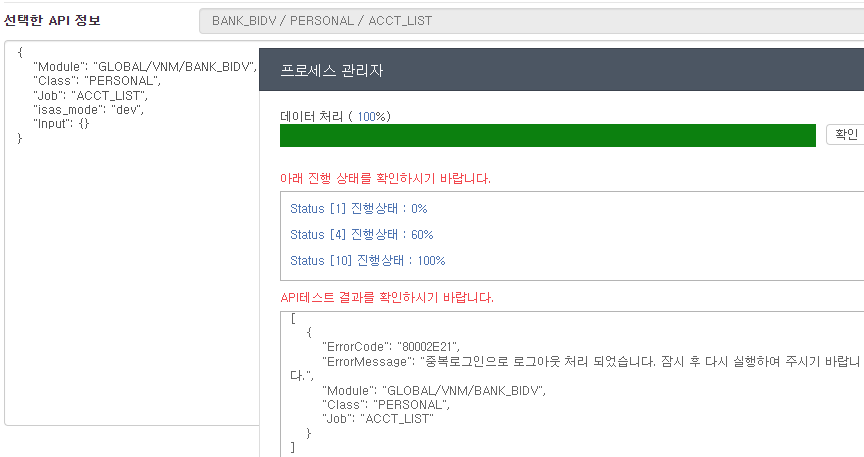 선택한 API 정보
BANK_BIDV / PERSONAL / ACCT_LIST
{
"Module": "GLOBAL/VNM/BANK_BIDV",
"Class": "PERSONAL",
"Job": "ACCT_LIST",
"isas_mode": "dev",
"Input": {}
}
프로세스 관리자
데이터 처리 ( 100%)
확인
아래 진행 상태를 확인하시기 바랍니다.
Status [1] 진행상태 : 0%
Status [4] 진행상태 : 60%
Status [10] 진행상태 : 100%
API테스트 결과를 확인하시기 바랍니다.
[
{
"ErrorCode": "80002E21",
"ErrorMessage": "중복로그인으로 로그아웃 처리 되었습니다. 잠시 후 다시 실행하여 주시기 바랍니
다.",
"Module": "GLOBAL/VNM/BANK_BIDV",
"Class": "PERSONAL",
"Job": "ACCT_LIST"
}
]